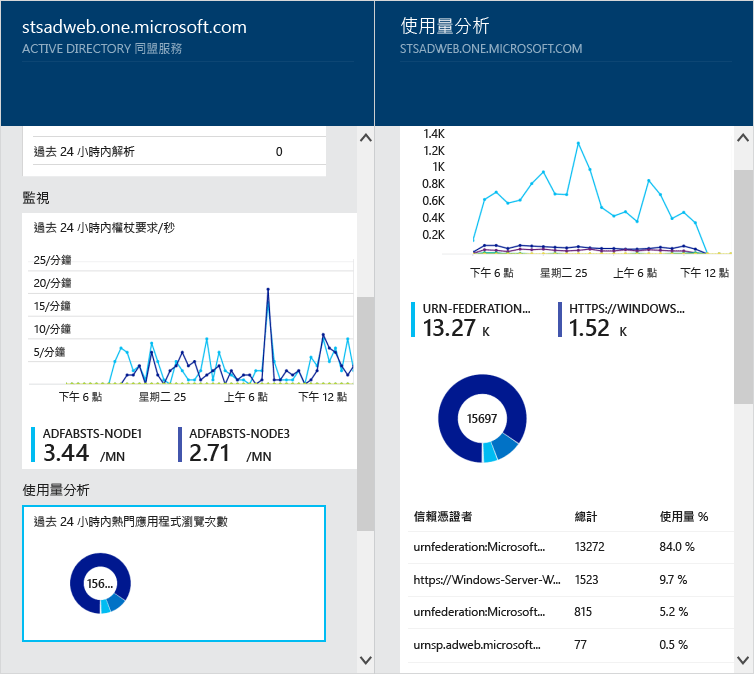 stsadweb.one.microsoft.com
ACTIVE DIRECTORY 同盟服務
過去 24 小時內解析 0
監視
過去 24 小時內權杖要求/秒
25/分鐘
20/分鐘
15/分鐘
10/分鐘
5/分鐘
下午 6 點 星期二 25 上午 6 點 下午 12 點
ADFABSTS-NODE1 ADFABSTS-NODE3
3.44 /MN 2.71 /MN
使用量分析
過去 24 小時內熱門應用程式瀏覽次數
156...
使用量分析
STSADWEB.ONE.MICROSOFT.COM
1.4K
1.2K
1K
0.8K
0.6K
0.4K
0.2K
下午 6 點 星期二 25 上午 6 點 下午 12 點
URN-FEDERATION... HTTPS://WINDOWS...
13.27 K 1.52 K
15697
信賴憑證者 總計 使用量 %
urnfederation:Microsoft... 13272 84.0 %
https://Windows-Server-W... 1523 9.7 %
urnfederation:Microsoft... 815 5.2 %
urnsp.adweb.microsoft... 77 0.5 %